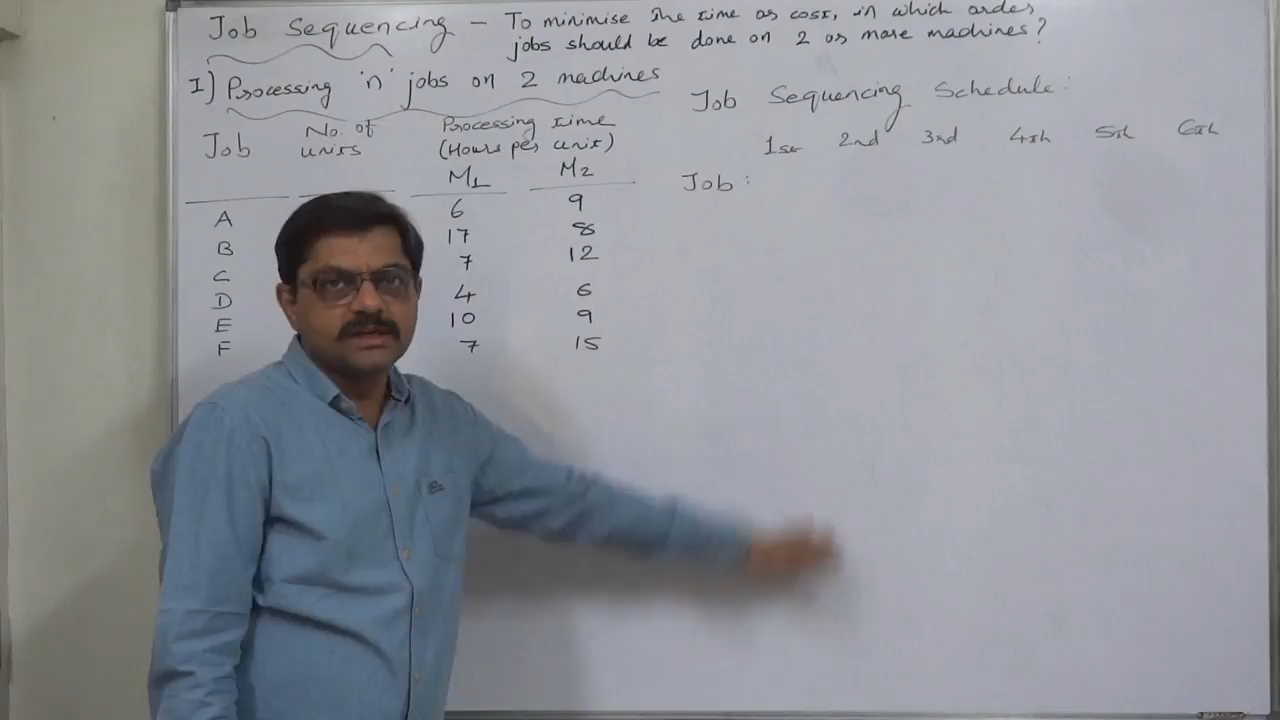 Job Sequencing - To minimise the time or cost, in which order
jobs should be done on 2 or more machines?
I) Processing 'n' jobs on 2 machines
Job Sequencing Schedule:
Job No. of units Processing time (Hours per unit)
M1 M2
1st 2nd 3rd 4th 5th 6th
Job:
A 6 9
B 17 8
C 7 12
D 4 6
E 10 9
F 7 15